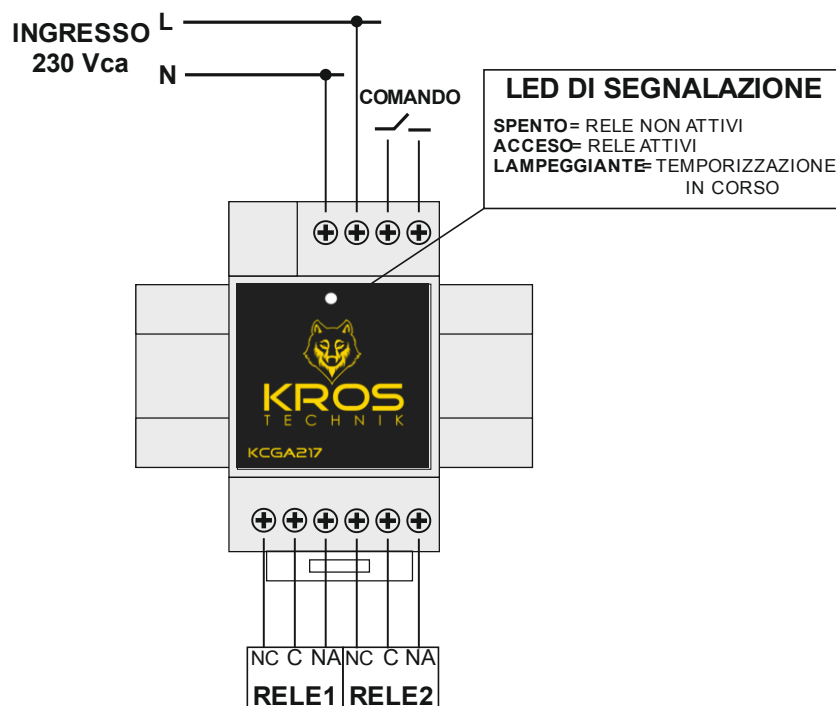 INGRESSO
230 Vca
L
N
COMANDO
LED DI SEGNALAZIONE
SPENTO= RELE NON ATTIVI
ACCESO= RELE ATTIVI
LAMPEGGIANTE= TEMPORIZZAZIONE
IN CORSO
KROS
TECHNIK
KCGA217
NC C NA NC C NA
RELE1 RELE2